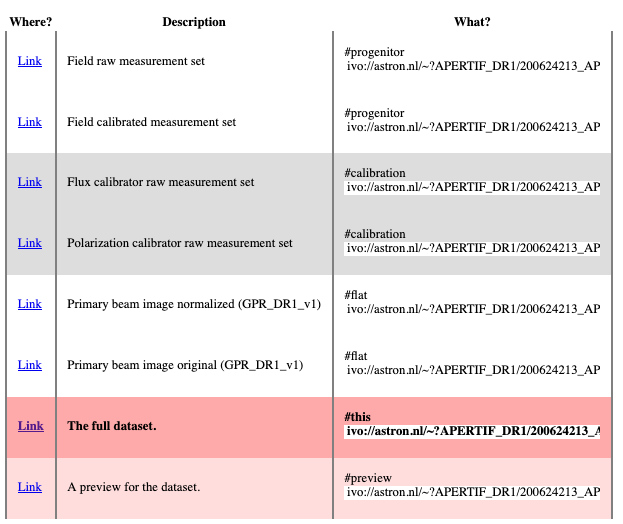 Where? Description What?
Link Field raw measurement set #progenitor
ivo://astron.nl/~?APERTIF_DR1/200624213_AP
Link Field calibrated measurement set #progenitor
ivo://astron.nl/~?APERTIF_DR1/200624213_AP
Link Flux calibrator raw measurement set #calibration
ivo://astron.nl/~?APERTIF_DR1/200624213_AP
Link Polarization calibrator raw measurement set #calibration
ivo://astron.nl/~?APERTIF_DR1/200624213_AP
Link Primary beam image normalized (GPR_DR1_v1) #flat
ivo://astron.nl/~?APERTIF_DR1/200624213_AP
Link Primary beam image original (GPR_DR1_v1) #flat
ivo://astron.nl/~?APERTIF_DR1/200624213_AP
Link The full dataset. #this
ivo://astron.nl/~?APERTIF_DR1/200624213_A
Link A preview for the dataset. #preview
ivo://astron.nl/~?APERTIF_DR1/200624213_AP